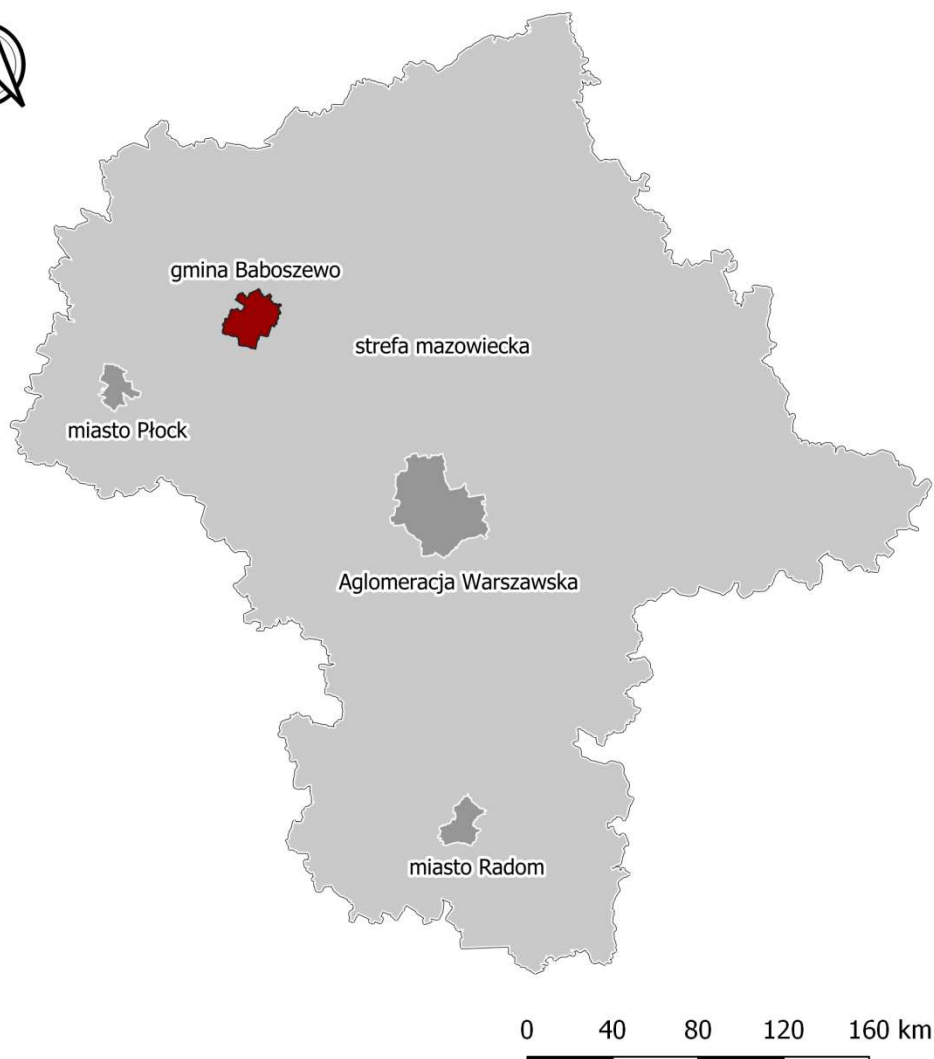 gmina Baboszewo
strefa mazowiecka
miasto Płock
Aglomeracja Warszawska
miasto Radom
0 40 80 120 160 km